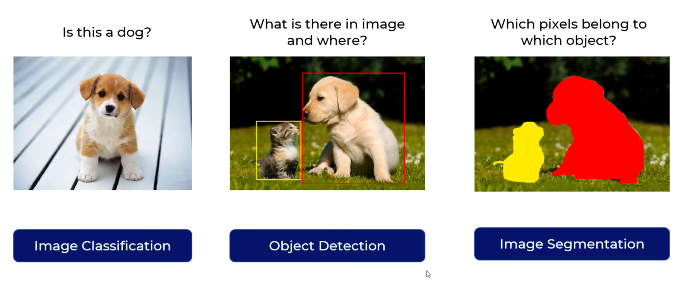 Is this a dog?
What is there in image
and where?
Which pixels belong to
which object?
Image Classification
Object Detection
Image Segmentation